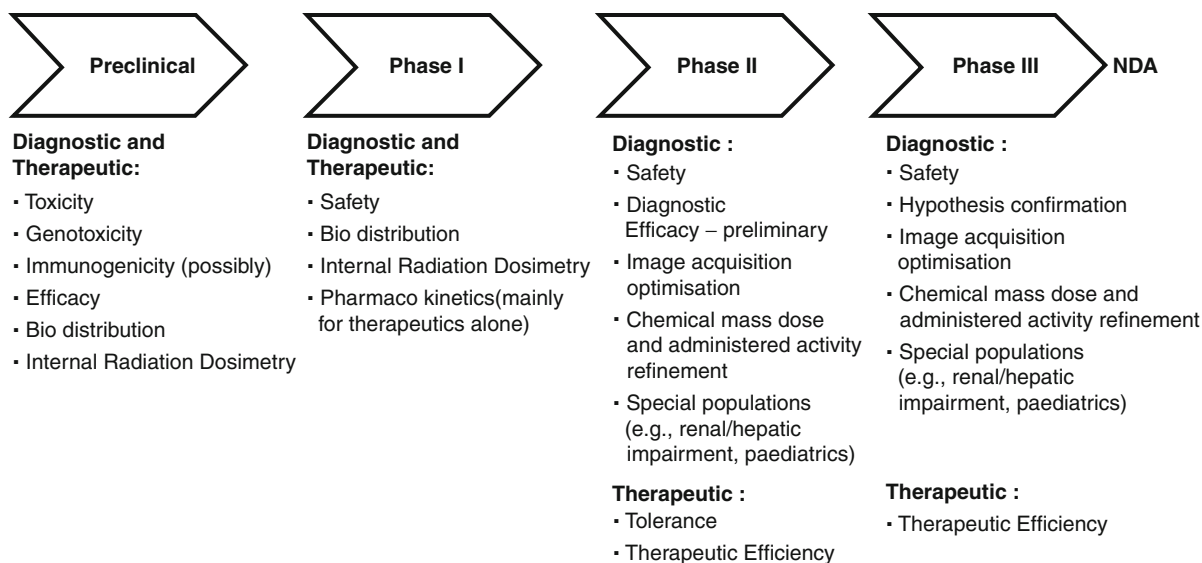 Preclinical
Phase I
Phase II
Phase III
NDA
Diagnostic and
Therapeutic:
· Toxicity
· Genotoxicity
· Immunogenicity (possibly)
· Efficacy
· Bio distribution
· Internal Radiation Dosimetry
Diagnostic and
Therapeutic:
· Safety
· Bio distribution
· Internal Radiation Dosimetry
· Pharmaco kinetics(mainly
for therapeutics alone)
Diagnostic :
· Safety
· Diagnostic
Efficacy – preliminary
· Image acquisition
optimisation
· Chemical mass dose
and administered activity
refinement
· Special populations
(e.g., renal/hepatic
impairment, paediatrics)
Therapeutic :
· Tolerance
· Therapeutic Efficiency
Diagnostic :
· Safety
· Hypothesis confirmation
· Image acquisition
optimisation
· Chemical mass dose and
administered activity refinement
· Special populations
(e.g., renal/hepatic
impairment, paediatrics)
Therapeutic :
· Therapeutic Efficiency